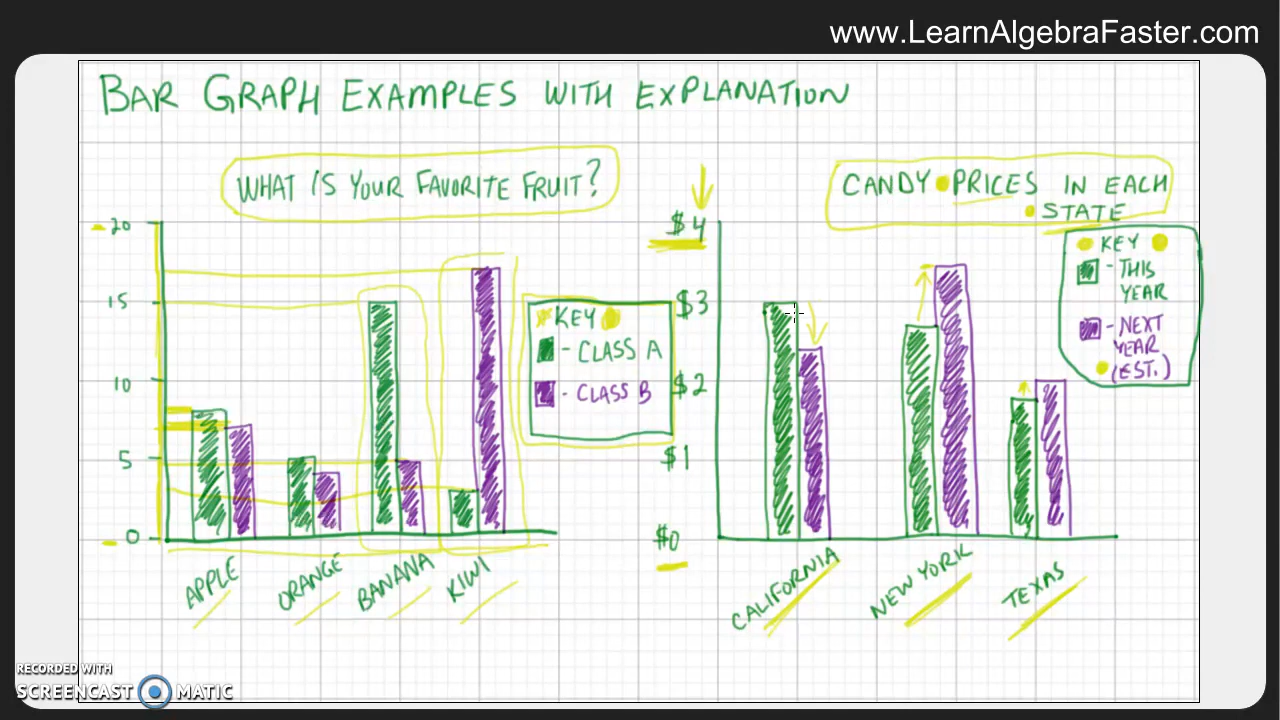 www.LearnAlgebraFaster.com
BAR GRAPH EXAMPLES WITH EXPLANATION
WHAT IS YOUR FAVORITE FRUIT?
20
15
10
5
0
APPLE
ORANGE
BANANA
KIWI
KEY
- CLASS A
- CLASS B
CANDY PRICES IN EACH
STATE
$4
$3
$2
$1
$0
CALIFORNIA
NEW YORK
TEXAS
KEY
- THIS
YEAR
- NEXT
YEAR
(EST.)
RECORDED WITH
SCREENCAST MATIC